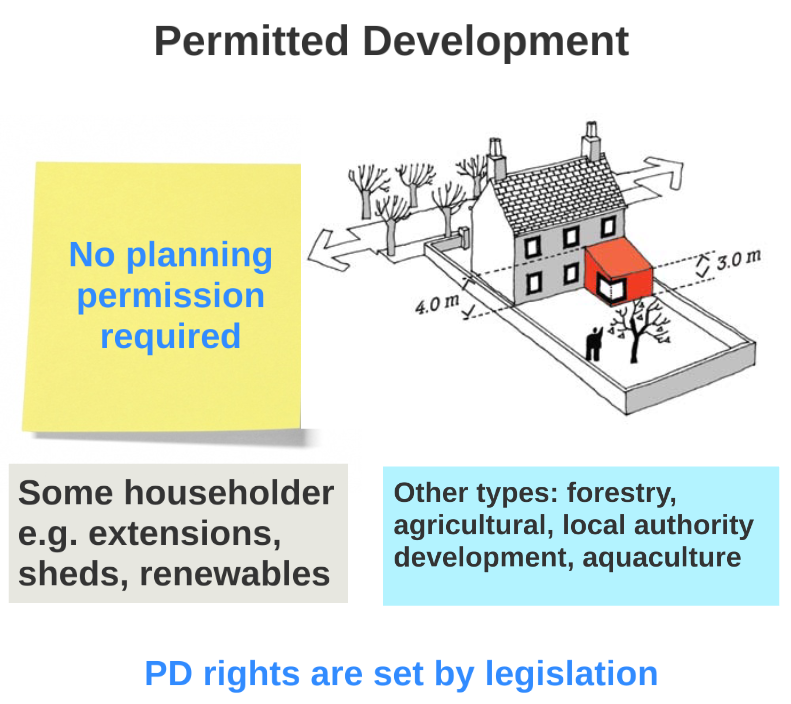 Permitted Development
No planning
permission
required
4.0 m
3.0 m
Some householder
e.g. extensions,
sheds, renewables
Other types: forestry,
agricultural, local authority
development, aquaculture
PD rights are set by legislation